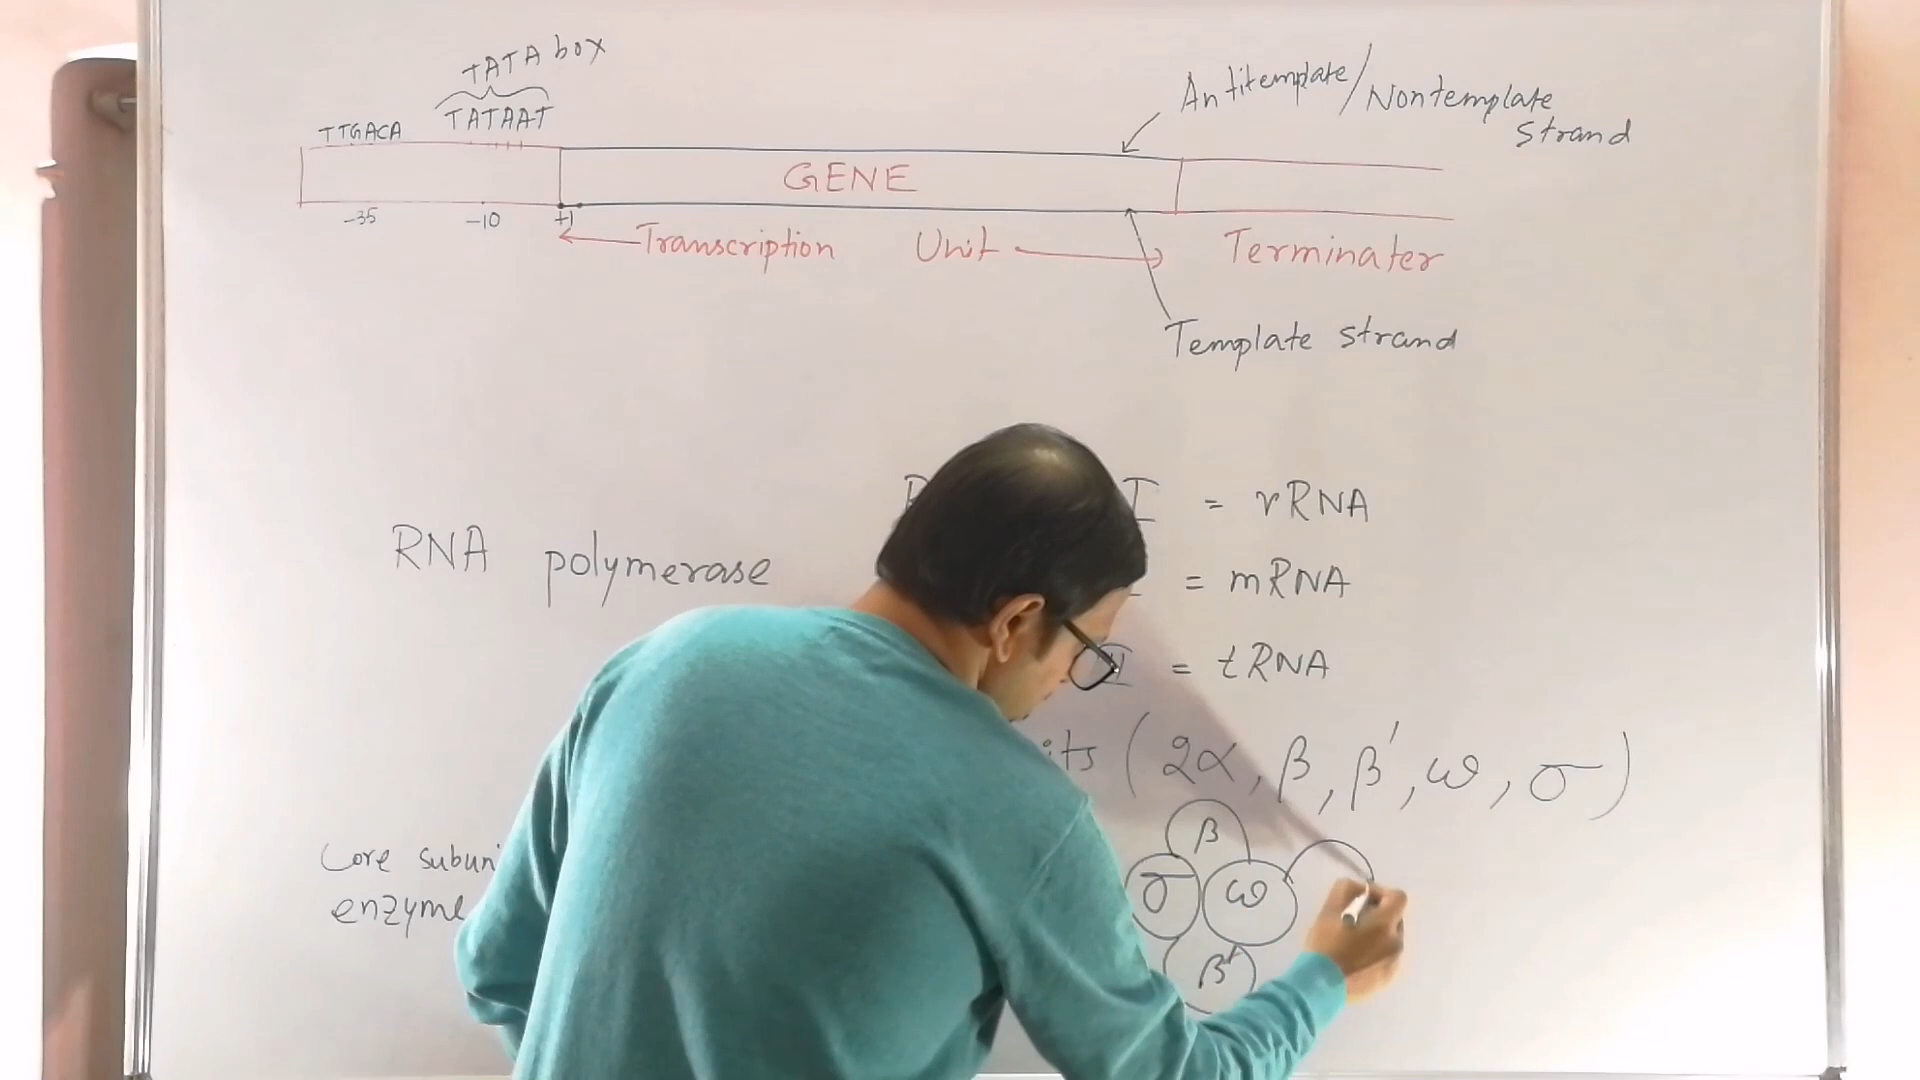 TATA box
TATAAT
TTGACA
Antitemplate/Nontemplate
strand
GENE
-35 -10 +1
Transcription Unit
Terminater
Template strand
I = rRNA
RNA polymerase
= mRNA
= tRNA
(2α, β, β', ω, σ)
β
Core
σ ω
enzyme
β'